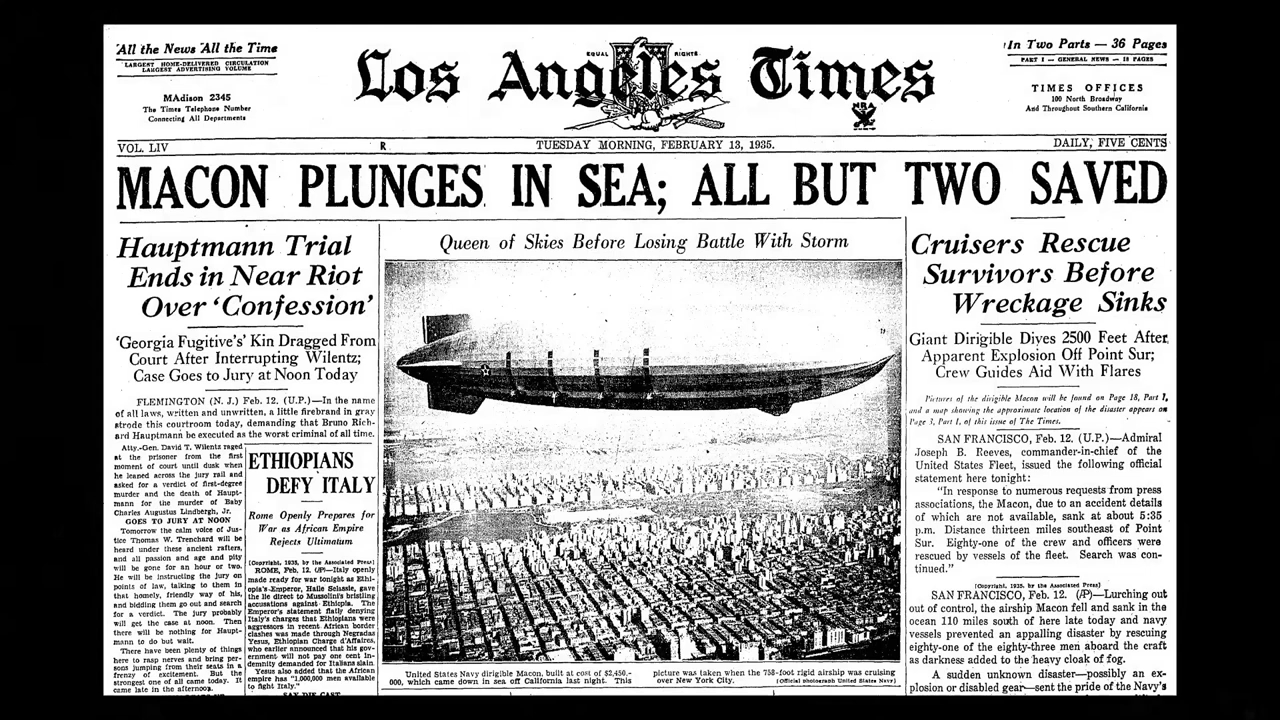 All the News All the Time
LARGEST HOME-DELIVERED CIRCULATION
LARGEST ADVERTISING VOLUME
MAdison 2345
The Times Telephone Number
Connecting All Departments
EQUAL RIGHTS
Los Angeles Times
NRA
In Two Parts — 36 Pages
PART I — GENERAL NEWS — 18 PAGES
TIMES OFFICES
100 North Broadway
And Throughout Southern California
VOL. LIV
R
TUESDAY MORNING, FEBRUARY 13, 1935.
DAILY, FIVE CENTS
MACON PLUNGES IN SEA; ALL BUT TWO SAVED
Hauptmann Trial
Ends in Near Riot
Over 'Confession'
'Georgia Fugitive's' Kin Dragged From
Court After Interrupting Wilentz;
Case Goes to Jury at Noon Today
FLEMINGTON (N. J.) Feb. 12. (U.P.)—In the name
of all laws, written and unwritten, a little firebrand in gray
strode this courtroom today, demanding that Bruno Rich-
ard Hauptmann be executed as the worst criminal of all time.
Atty.-Gen. David T. Wilentz raged
at the prisoner from the first
moment of court until dusk when
he leaned across the jury rail and
asked for a verdict of first-degree
murder and the death of Haupt-
mann for the murder of Baby
Charles Augustus Lindbergh, Jr.
GOES TO JURY AT NOON
Tomorrow the calm voice of Jus-
tice Thomas W. Trenchard will be
heard under these ancient rafters,
and all passion and age and pity
will be gone for an hour or two.
He will be instructing the jury on
points of law, talking to them in
that homely, friendly way of his,
and bidding them go out and search
for a verdict. The jury probably
will get the case at noon. Then
there will be nothing for Haupt-
mann to do but wait.
There have been plenty of things
here to rasp nerves and bring per-
sons jumping from their seats in a
frenzy of excitement. But the
strongest one of all came today. It
came late in the afternoon.
ETHIOPIANS
DEFY ITALY
Rome Openly Prepares for
War as African Empire
Rejects Ultimatum
[Copyright, 1935, by the Associated Press]
ROME, Feb. 12. (AP)—Italy openly
made ready for war tonight as Ethi-
opia's Emperor, Haile Selassie, gave
the lie direct to Mussolini's bristling
accusations against Ethiopia. The
Emperor's statement flatly denying
Italy's charges that Ethiopians were
aggressors in recent African border
clashes was made through Negradas
Yesus, Ethiopian Charge d'Affaires,
who earlier announced that his gov-
ernment will not pay one cent in-
demnity demanded for Italians slain.
Yesus also added that the African
empire has "1,000,000 men available
to fight Italy."
SAY DIE CAST
Queen of Skies Before Losing Battle With Storm
United States Navy dirigible Macon, built at cost of $2,450,-
000, which came down in sea off California last night. This
picture was taken when the 758-foot rigid airship was cruising
over New York City. [Official photograph United States Navy]
Cruisers Rescue
Survivors Before
Wreckage Sinks
Giant Dirigible Dives 2500 Feet After
Apparent Explosion Off Point Sur;
Crew Guides Aid With Flares
Pictures of the dirigible Macon will be found on Page 18, Part I,
and a map showing the approximate location of the disaster appears on
Page 3, Part I, of this issue of The Times.
SAN FRANCISCO, Feb. 12. (U.P.)—Admiral
Joseph B. Reeves, commander-in-chief of the
United States Fleet, issued the following official
statement here tonight:
"In response to numerous requests from press
associations, the Macon, due to an accident details
of which are not available, sank at about 5:35
p.m. Distance thirteen miles southeast of Point
Sur. Eighty-one of the crew and officers were
rescued by vessels of the fleet. Search was con-
tinued."
[Copyright, 1935, by the Associated Press]
SAN FRANCISCO, Feb. 12. (AP)—Lurching out
out of control, the airship Macon fell and sank in the
ocean 110 miles south of here late today and navy
vessels prevented an appalling disaster by rescuing
eighty-one of the eighty-three men aboard the craft
as darkness added to the heavy cloak of fog.
A sudden unknown disaster—possibly an ex-
plosion or disabled gear—sent the pride of the Navy's